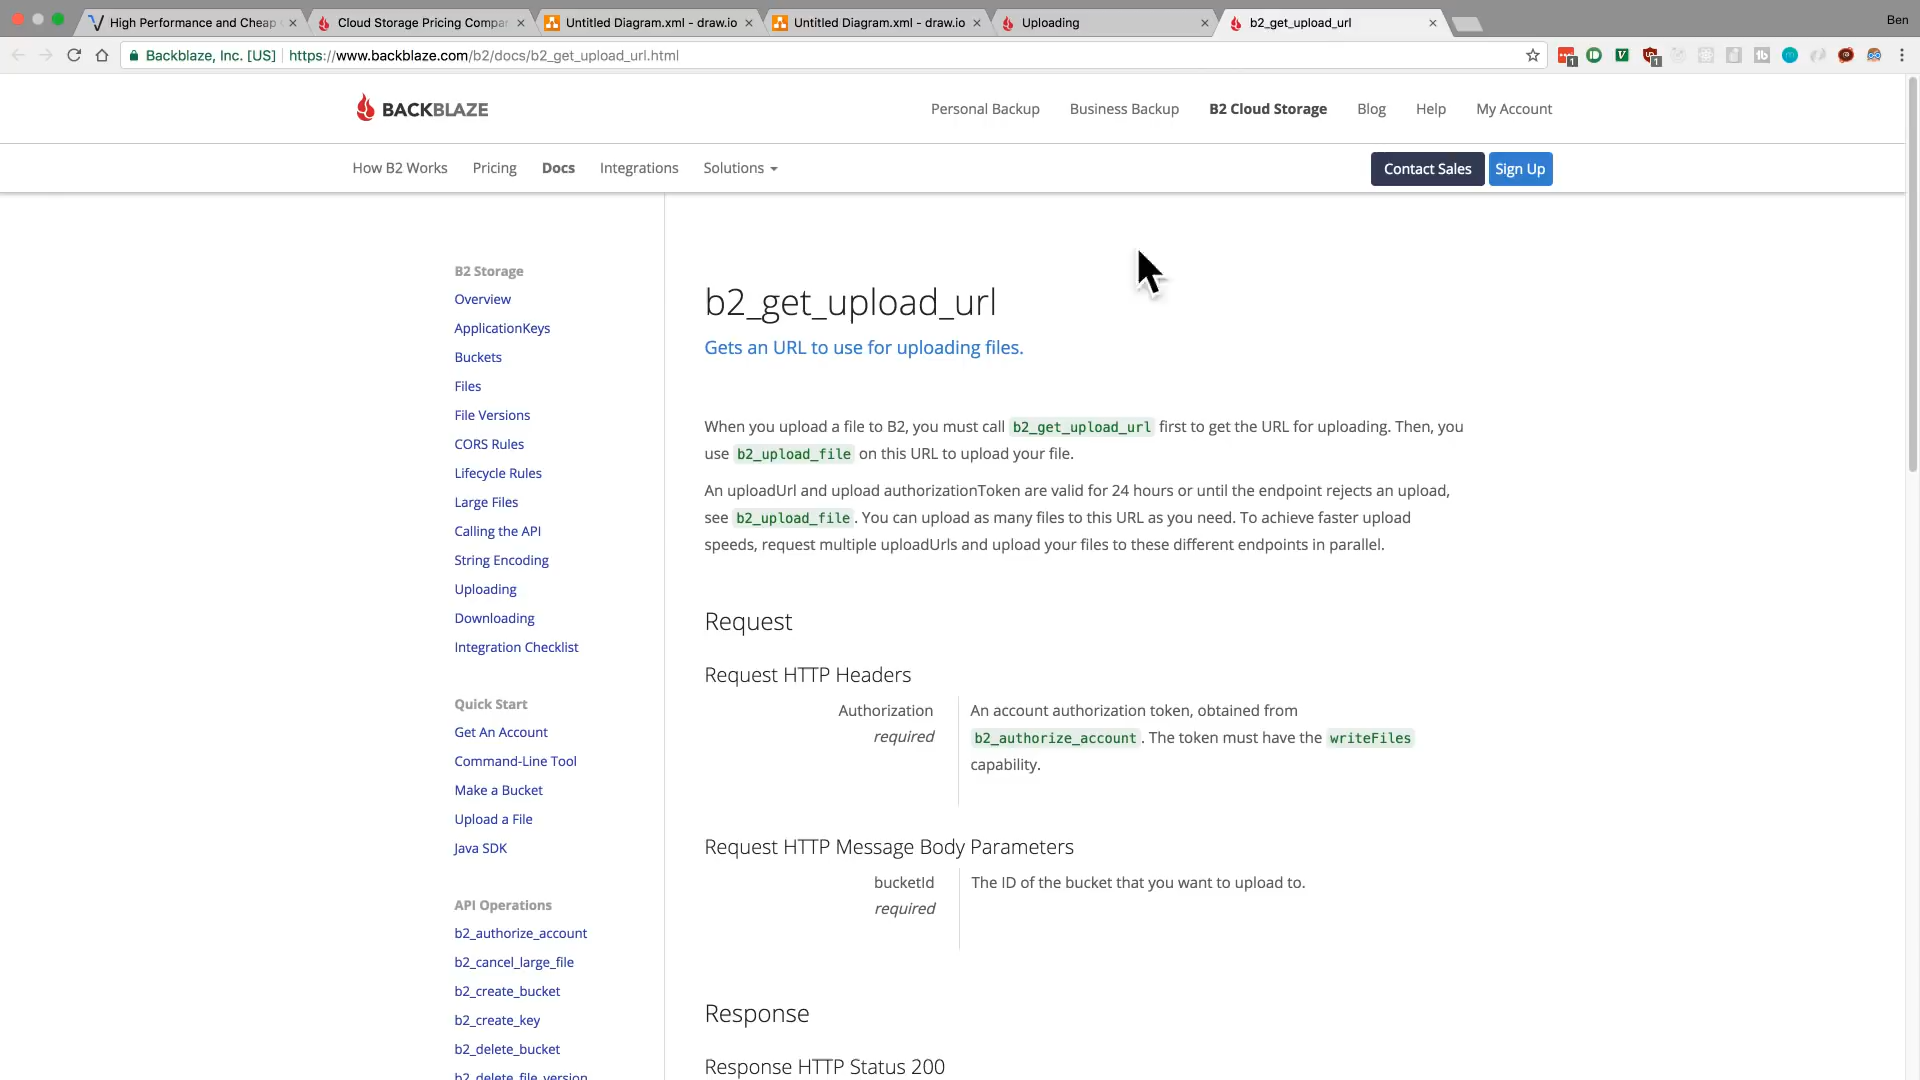 High Performance and Cheap
Cloud Storage Pricing Compar
Untitled Diagram.xml - draw.io
Untitled Diagram.xml - draw.io
Uploading
b2_get_upload_url
Ben
Backblaze, Inc. [US]
https://www.backblaze.com/b2/docs/b2_get_upload_url.html
BACKBLAZE
Personal Backup
Business Backup
B2 Cloud Storage
Blog
Help
My Account
How B2 Works
Pricing
Docs
Integrations
Solutions
Contact Sales
Sign Up
B2 Storage
Overview
ApplicationKeys
Buckets
Files
File Versions
CORS Rules
Lifecycle Rules
Large Files
Calling the API
String Encoding
Uploading
Downloading
Integration Checklist
Quick Start
Get An Account
Command-Line Tool
Make a Bucket
Upload a File
Java SDK
API Operations
b2_authorize_account
b2_cancel_large_file
b2_create_bucket
b2_create_key
b2_delete_bucket
b2_delete_file_version
b2_get_upload_url
Gets an URL to use for uploading files.
When you upload a file to B2, you must call b2_get_upload_url first to get the URL for uploading. Then, you
use b2_upload_file on this URL to upload your file.
An uploadUrl and upload authorizationToken are valid for 24 hours or until the endpoint rejects an upload,
see b2_upload_file. You can upload as many files to this URL as you need. To achieve faster upload
speeds, request multiple uploadUrls and upload your files to these different endpoints in parallel.
Request
Request HTTP Headers
Authorization
required
An account authorization token, obtained from
b2_authorize_account. The token must have the writeFiles
capability.
Request HTTP Message Body Parameters
bucketId
required
The ID of the bucket that you want to upload to.
Response
Response HTTP Status 200